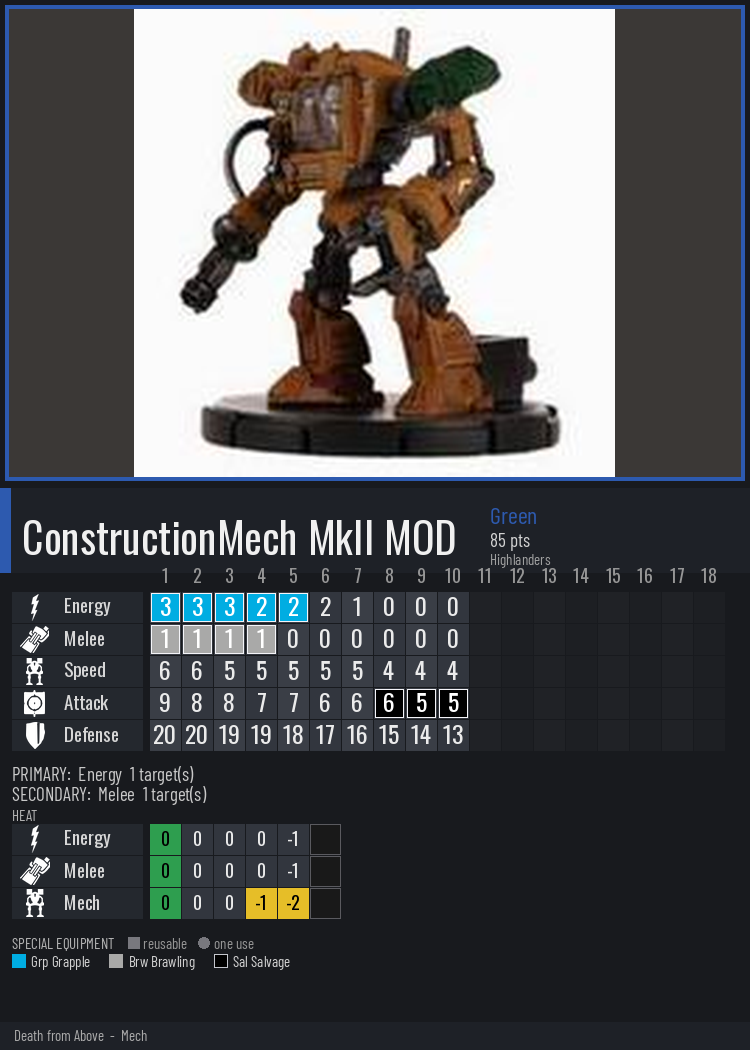 ConstructionMech MkII MOD
Green
85 pts
Highlanders
1 2 3 4 5 6 7 8 9 10 11 12 13 14 15 16 17 18
Energy 3 3 3 2 2 2 1 0 0 0
Melee 1 1 1 1 0 0 0 0 0 0
Speed 6 6 5 5 5 5 5 4 4 4
Attack 9 8 8 7 7 6 6 6 5 5
Defense 20 20 19 19 18 17 16 15 14 13
PRIMARY: Energy 1 target(s)
SECONDARY: Melee 1 target(s)
HEAT
Energy 0 0 0 0 -1
Melee 0 0 0 0 -1
Mech 0 0 0 -1 -2
SPECIAL EQUIPMENT reusable one use
Grp Grapple Brw Brawling Sal Salvage
Death from Above - Mech